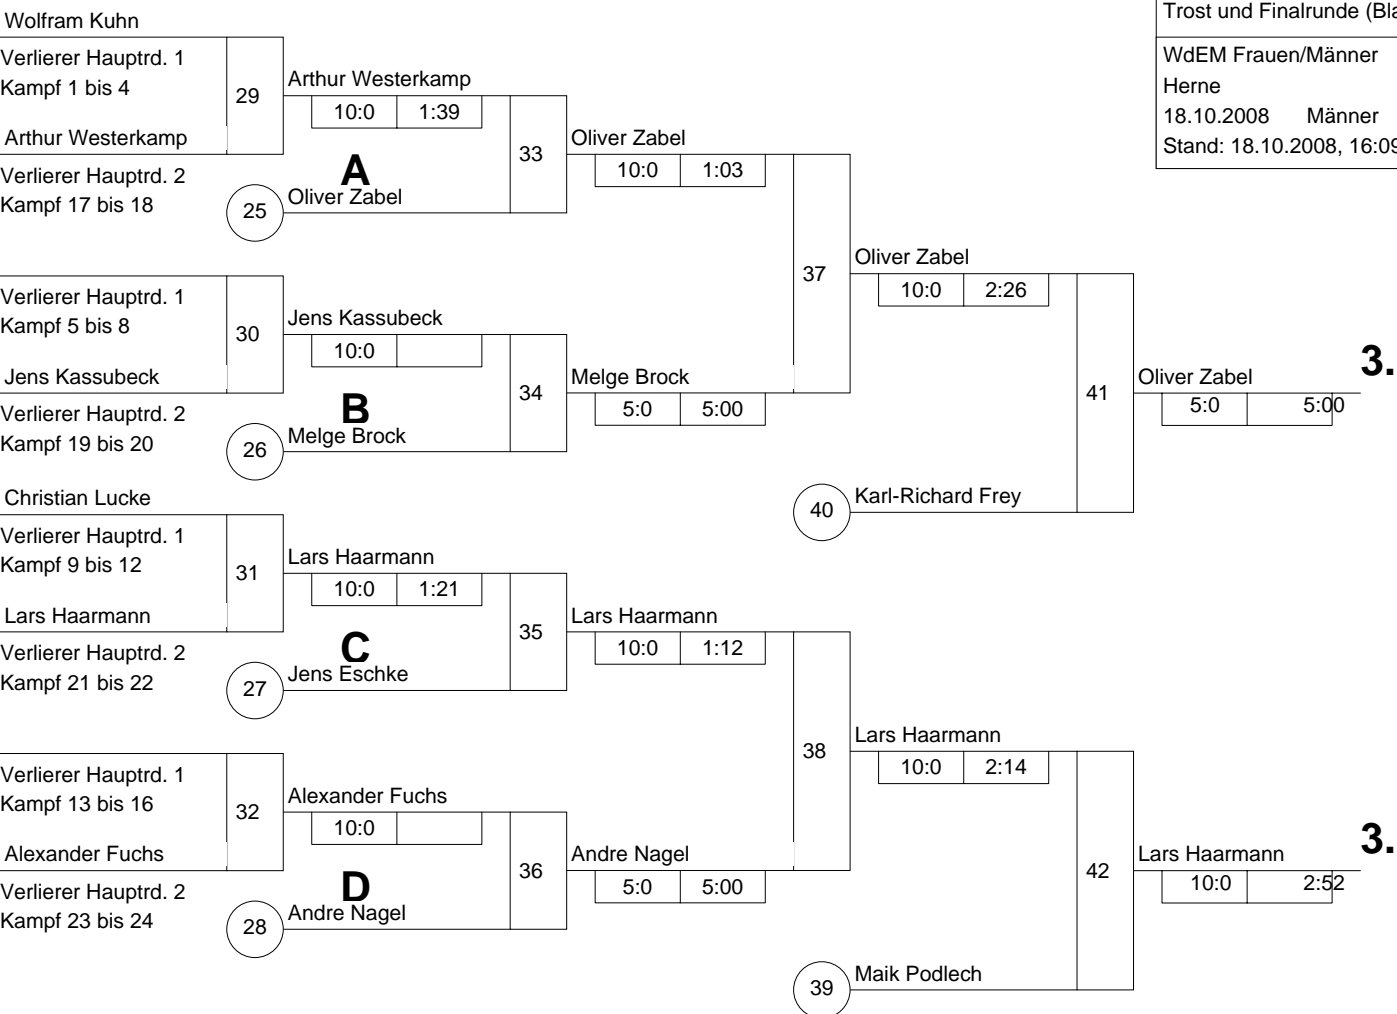 Trost und Finalrunde (Bla
WdEM Frauen/Männer
Herne
18.10.2008 Männer
Stand: 18.10.2008, 16:09
Wolfram Kuhn
Verlierer Hauptrd. 1
Kampf 1 bis 4
29
Arthur Westerkamp
10:0 1:39
Arthur Westerkamp
Verlierer Hauptrd. 2
Kampf 17 bis 18
A
25
Oliver Zabel
33
Oliver Zabel
10:0 1:03
Verlierer Hauptrd. 1
Kampf 5 bis 8
30
Jens Kassubeck
10:0
Jens Kassubeck
Verlierer Hauptrd. 2
Kampf 19 bis 20
B
26
Melge Brock
34
Melge Brock
5:0 5:00
37
Oliver Zabel
10:0 2:26
40
Karl-Richard Frey
41
Oliver Zabel
5:0 5:00
3.
Christian Lucke
Verlierer Hauptrd. 1
Kampf 9 bis 12
31
Lars Haarmann
10:0 1:21
Lars Haarmann
Verlierer Hauptrd. 2
Kampf 21 bis 22
C
27
Jens Eschke
35
Lars Haarmann
10:0 1:12
Verlierer Hauptrd. 1
Kampf 13 bis 16
32
Alexander Fuchs
10:0
Alexander Fuchs
Verlierer Hauptrd. 2
Kampf 23 bis 24
D
28
Andre Nagel
36
Andre Nagel
5:0 5:00
38
Lars Haarmann
10:0 2:14
39
Maik Podlech
42
Lars Haarmann
10:0 2:52
3.